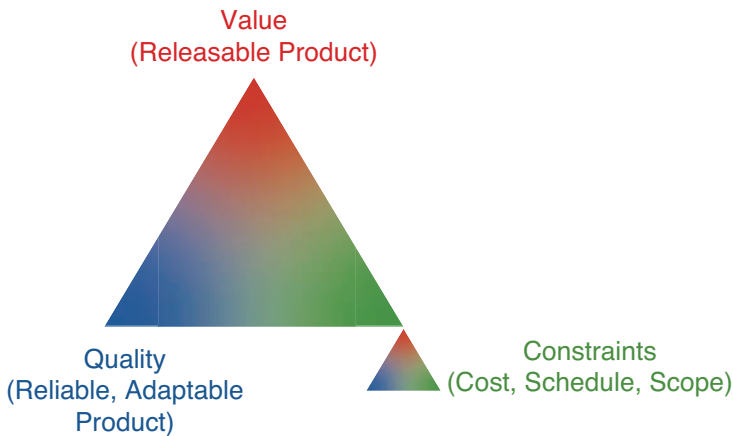 Value
(Releasable Product)
Quality
(Reliable, Adaptable
Product)
Constraints
(Cost, Schedule, Scope)